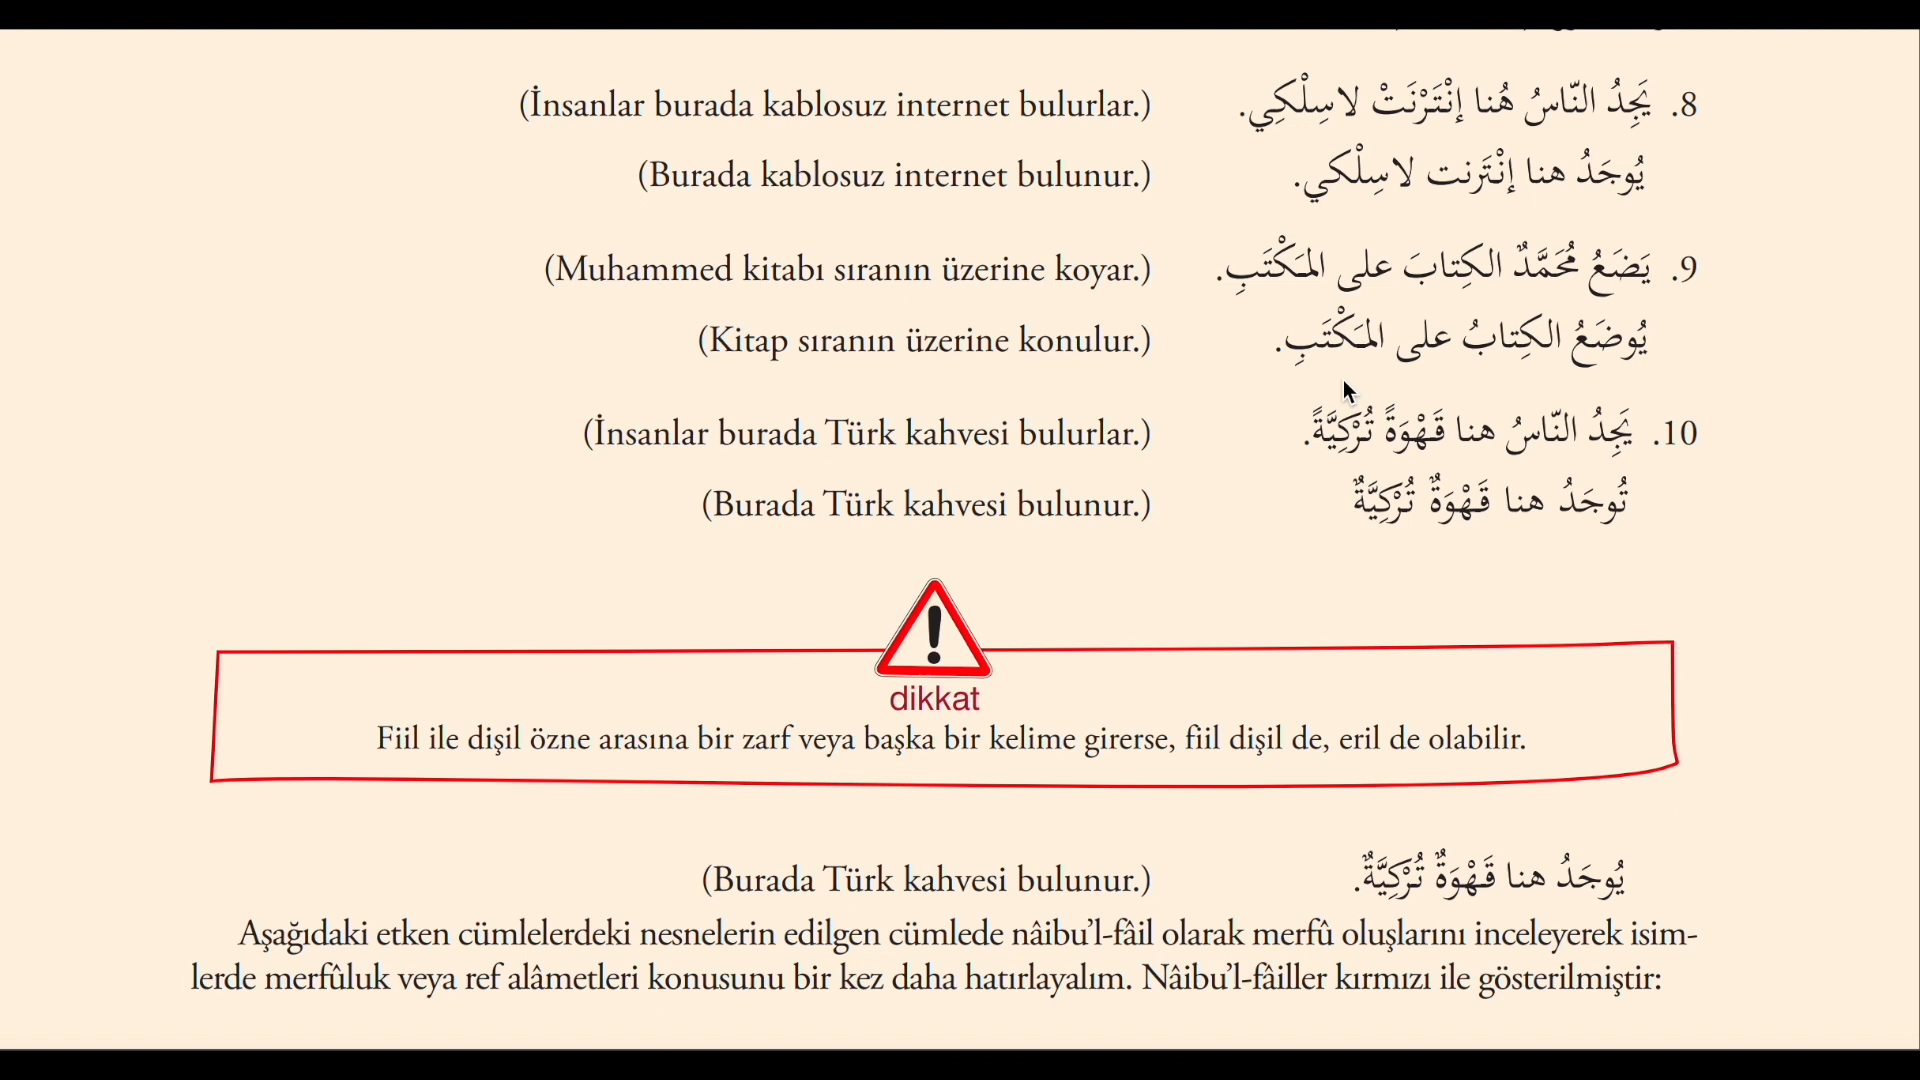 8. يَجِدُ النّاسُ هُنا إنْتَرْنَتْ لاسِلْكِي. (İnsanlar burada kablosuz internet bulurlar.)
يُوجَدُ هنا إنْتَرنت لاسِلْكي. (Burada kablosuz internet bulunur.)
9. يَضَعُ مُحَمَّدٌ الكِتابَ على المَكْتَبِ. (Muhammed kitabı sıranın üzerine koyar.)
يُوضَعُ الكِتابُ على المَكْتَبِ. (Kitap sıranın üzerine konulur.)
10. يَجِدُ النّاسُ هنا قَهْوَةً تُرْكِيَّةً. (İnsanlar burada Türk kahvesi bulurlar.)
تُوجَدُ هنا قَهْوَةٌ تُرْكِيَّةٌ (Burada Türk kahvesi bulunur.)
dikkat
Fiil ile dişil özne arasına bir zarf veya başka bir kelime girerse, fiil dişil de, eril de olabilir.
يُوجَدُ هنا قَهْوَةٌ تُرْكِيَّةٌ. (Burada Türk kahvesi bulunur.)
Aşağıdaki etken cümlelerdeki nesnelerin edilgen cümlede nâibu’l-fâil olarak merfû oluşlarını inceleyerek isim-
lerde merfûluk veya ref alâmetleri konusunu bir kez daha hatırlayalım. Nâibu’l-fâiller kırmızı ile gösterilmiştir: